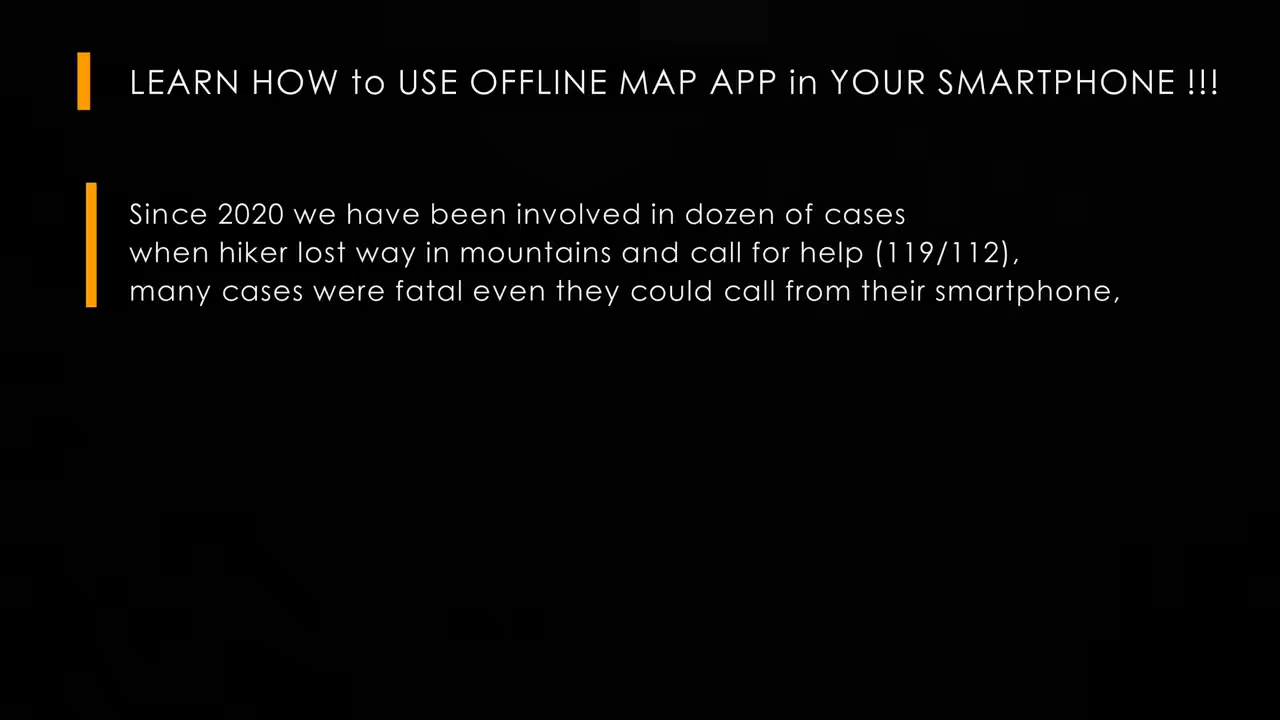 LEARN HOW to USE OFFLINE MAP APP in YOUR SMARTPHONE !!!
Since 2020 we have been involved in dozen of cases
when hiker lost way in mountains and call for help (119/112),
many cases were fatal even they could call from their smartphone,